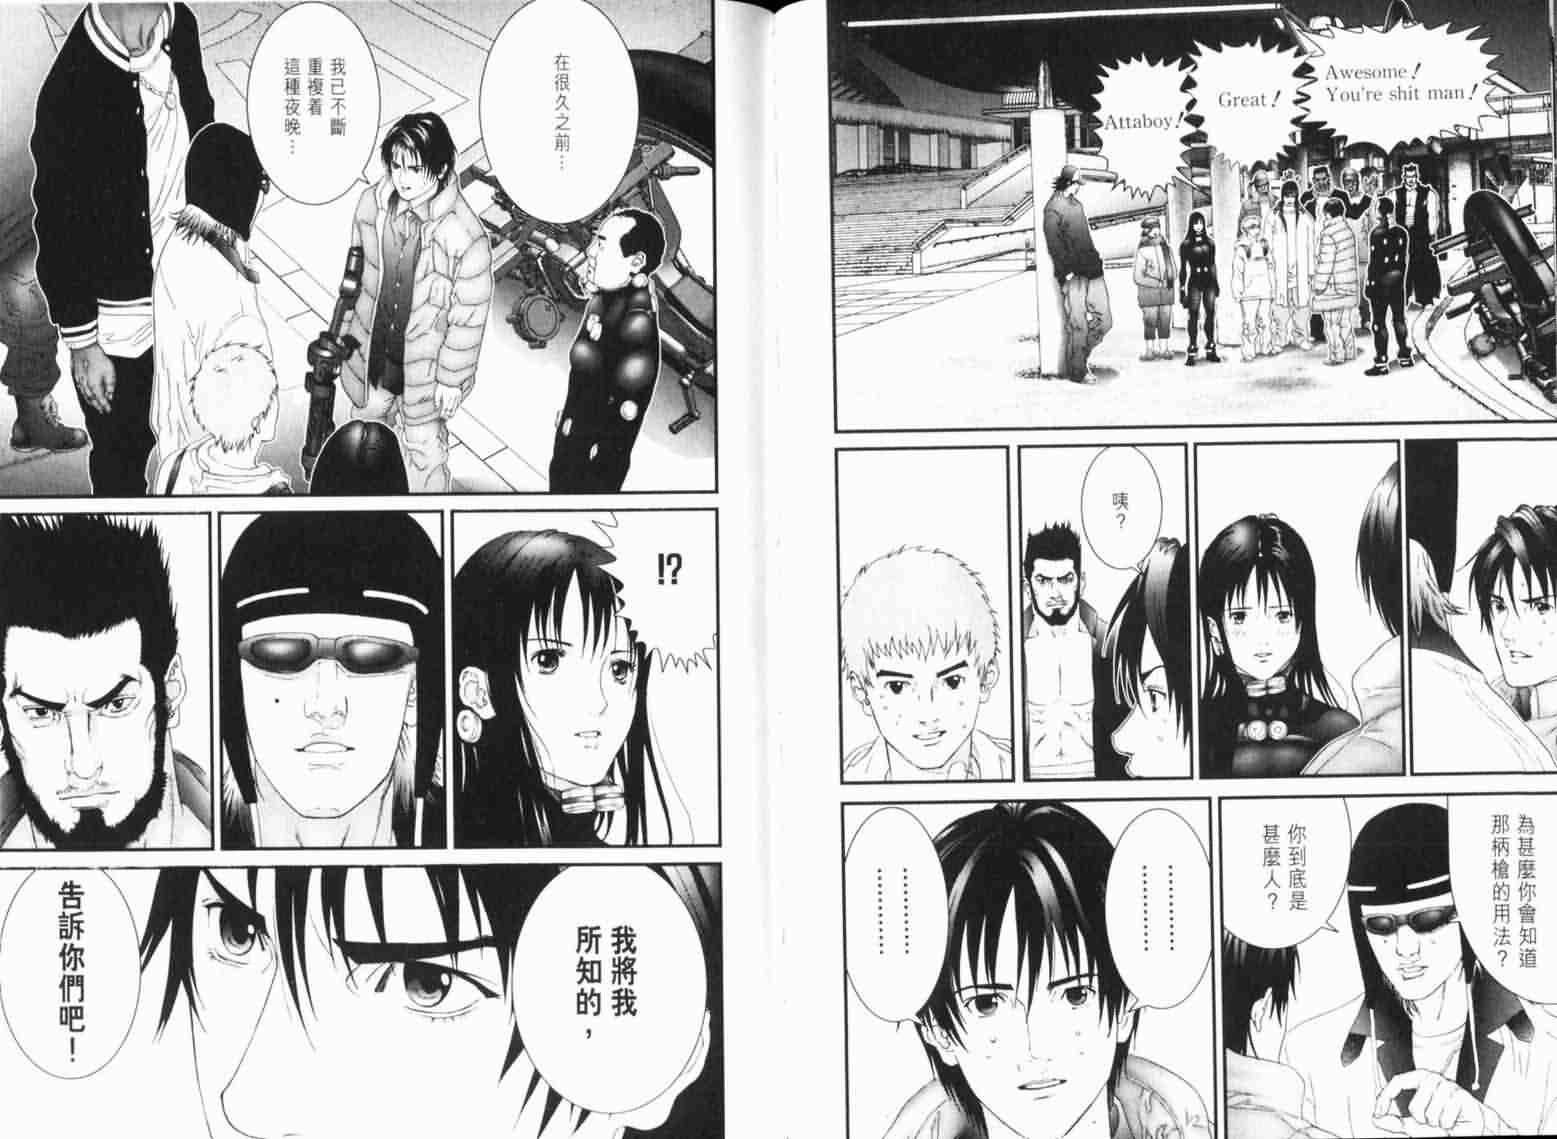 Awesome!
You're shit man!
Great!
Attaboy!
咦？
為甚麼你會知道
那柄槍的用法？
你到底是
甚麼人？
………
………
………
………
在很久之前…
我已不斷
重複着
這種夜晚…
!?
我將我
所知的，
告訴你們吧！